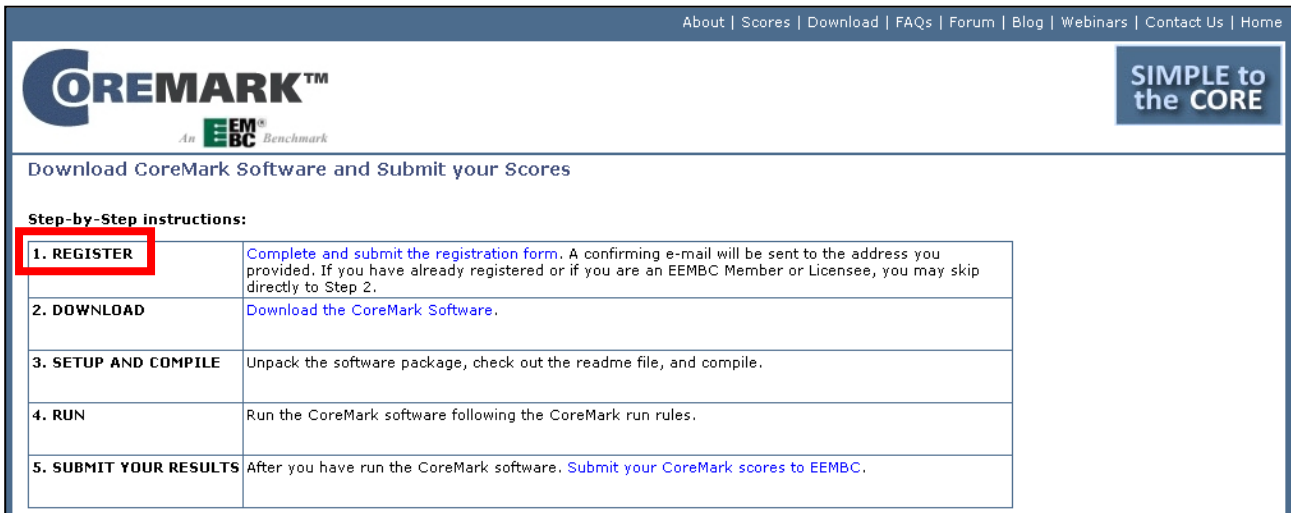 About | Scores | Download | FAQs | Forum | Blog | Webinars | Contact Us | Home
COREMARK™
An EEMBC® Benchmark
SIMPLE to
the CORE
Download CoreMark Software and Submit your Scores
Step-by-Step instructions:
1. REGISTER
Complete and submit the registration form. A confirming e-mail will be sent to the address you
provided. If you have already registered or if you are an EEMBC Member or Licensee, you may skip
directly to Step 2.
2. DOWNLOAD
Download the CoreMark Software.
3. SETUP AND COMPILE
Unpack the software package, check out the readme file, and compile.
4. RUN
Run the CoreMark software following the CoreMark run rules.
5. SUBMIT YOUR RESULTS
After you have run the CoreMark software. Submit your CoreMark scores to EEMBC.